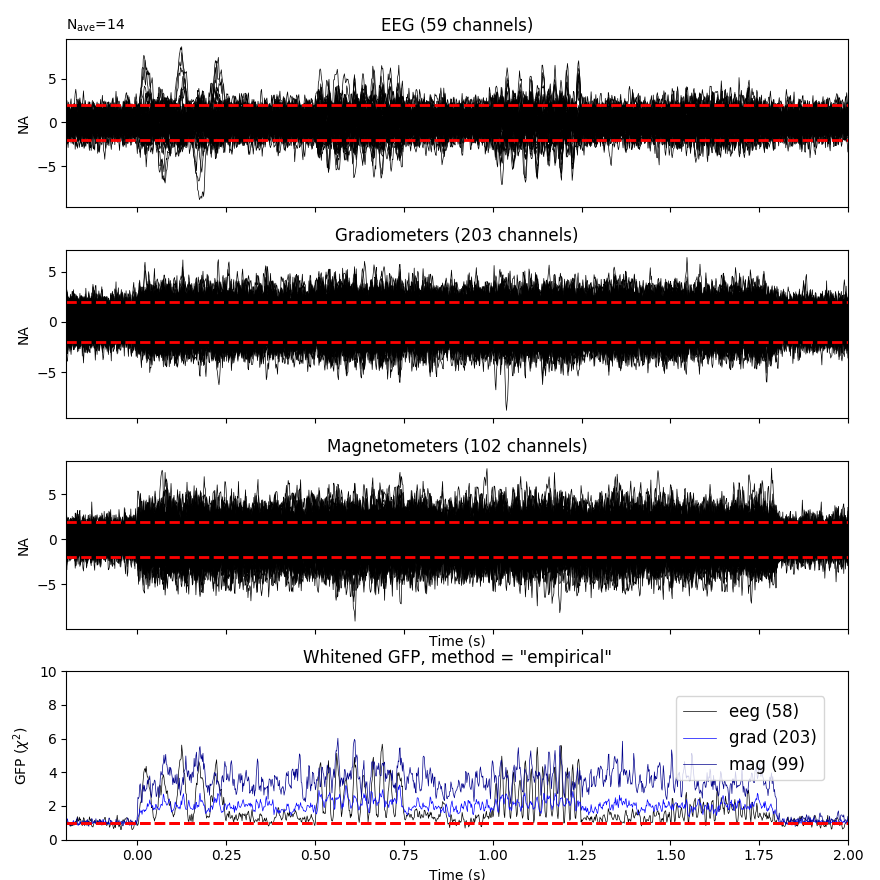 Nave=14
EEG (59 channels)
5
0
−5
NA
Gradiometers (203 channels)
5
0
−5
NA
Magnetometers (102 channels)
5
0
−5
NA
Time (s)
Whitened GFP, method = "empirical"
10
8
6
4
2
0
GFP (χ²)
eeg (58)
grad (203)
mag (99)
0.00 0.25 0.50 0.75 1.00 1.25 1.50 1.75 2.00
Time (s)